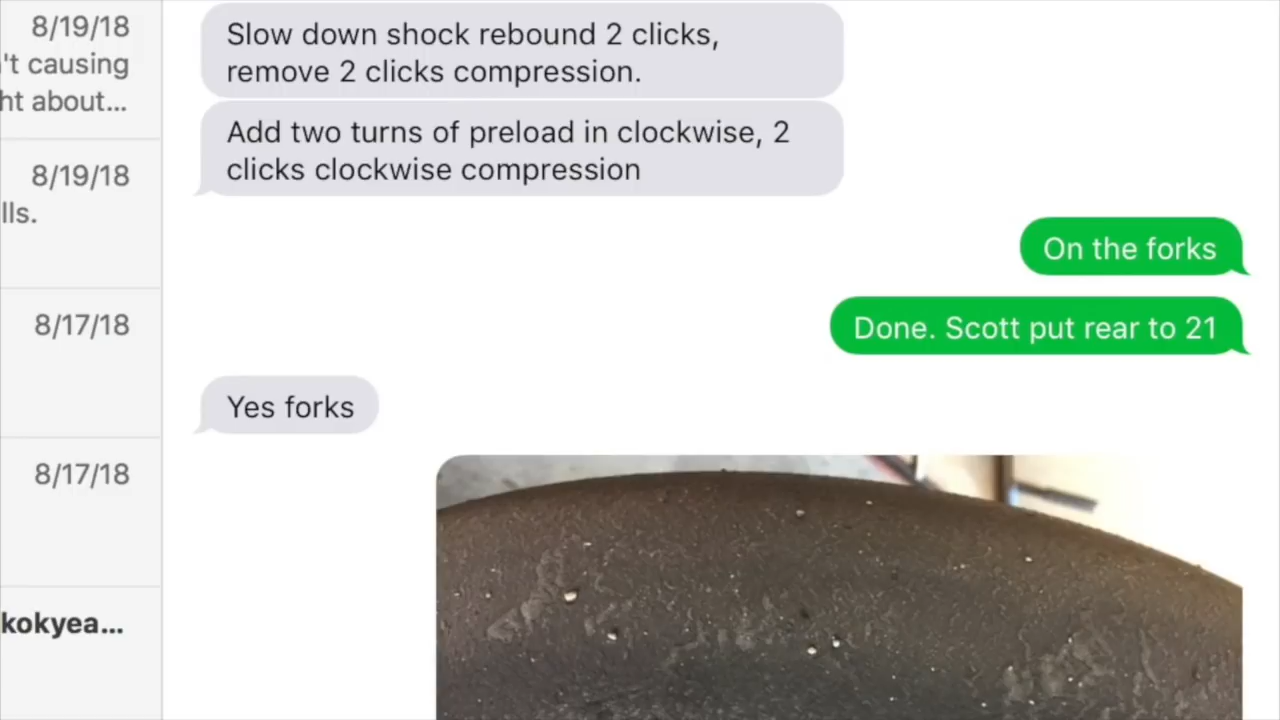 8/19/18
't causing
ht about...
8/19/18
lls.
8/17/18
8/17/18
kokyea...
Slow down shock rebound 2 clicks,
remove 2 clicks compression.
Add two turns of preload in clockwise, 2
clicks clockwise compression
On the forks
Done. Scott put rear to 21
Yes forks